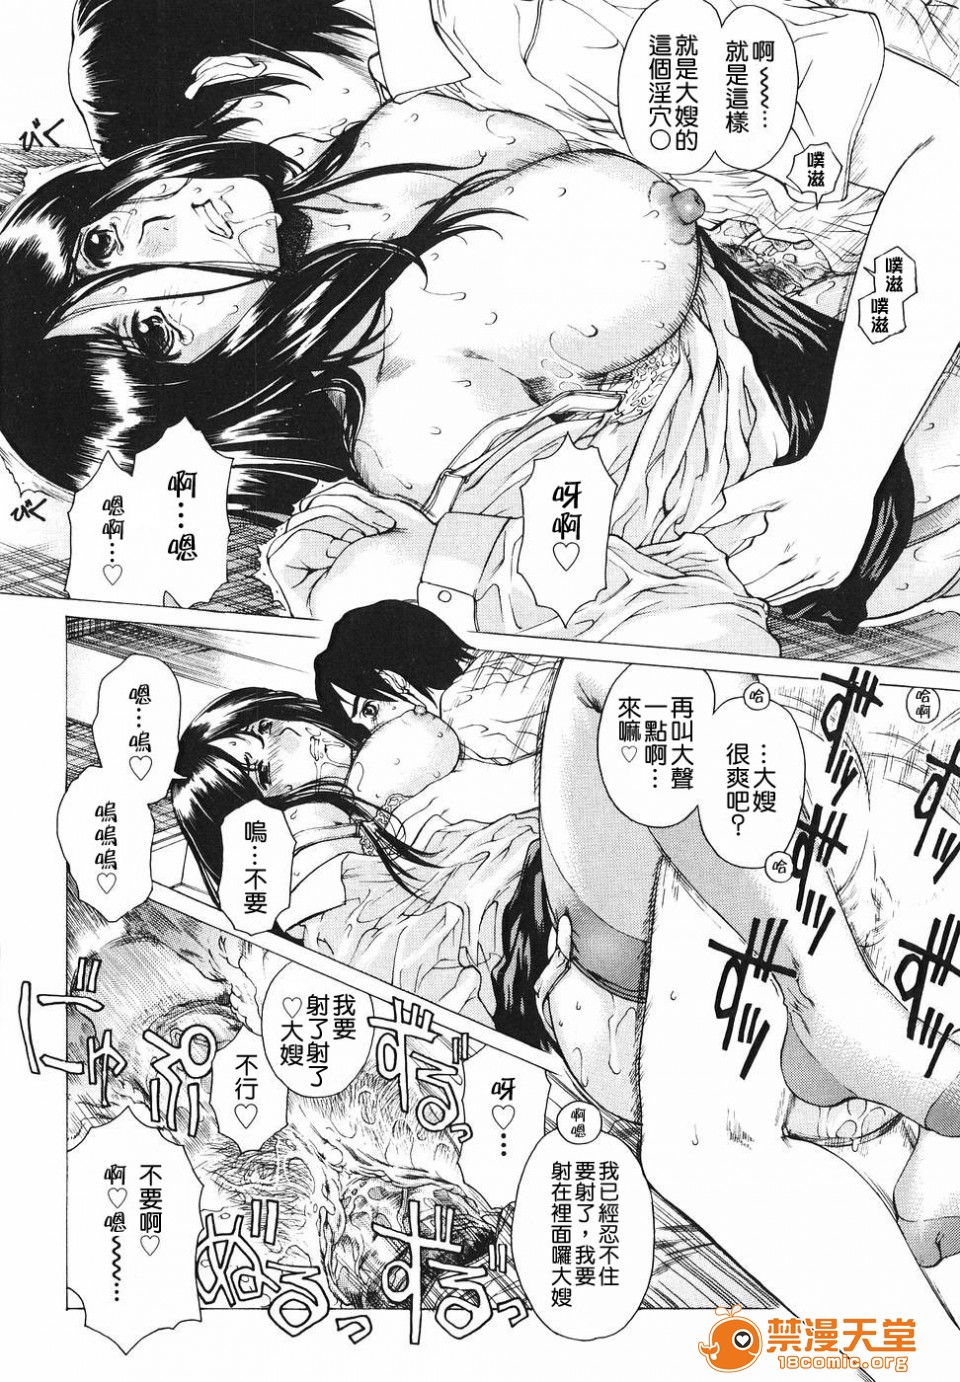 啊~~~……
就是這樣
就是大嫂的
這個淫穴○
噗滋
噗滋
噗滋
びく
びく
呀啊♡
啊…嗯
嗯啊…♡
哈
哈啊
…大嫂
很爽吧？
再叫大聲
一點啊…
來嘛♡
哈
嗯…嗚♡
嗚嗚嗚♡
嗚…不要
我要
射了射了
♡大嫂
不行♡
呀♡…
啊嗯
我已經忍不住
要射了，我要
射在裡面囉大嫂
不要啊♡
啊♡嗯~~~…
禁漫天堂
18comic.org